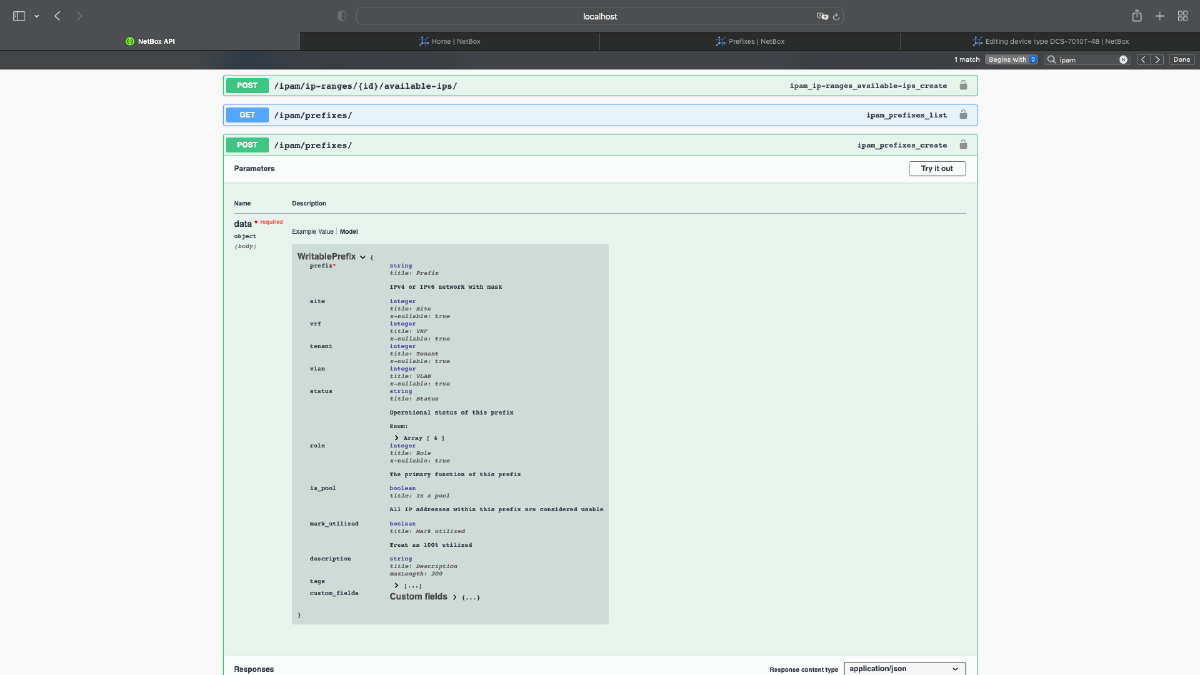 localhost
NetBox API
Home | NetBox
Prefixes | NetBox
Editing device type DCS-7010T-48 | NetBox
1 match
Begins with
ipam
Done
POST /ipam/ip-ranges/{id}/available-ips/ ipam_ip-ranges_available-ips_create
GET /ipam/prefixes/ ipam_prefixes_list
POST /ipam/prefixes/ ipam_prefixes_create
Parameters
Try it out
Name Description
data * required
object
(body)
Example Value | Model
WritablePrefix {
prefix* string
title: Prefix
IPv4 or IPv6 network with mask
site integer
title: Site
x-nullable: true
vrf integer
title: VRF
x-nullable: true
tenant integer
title: Tenant
x-nullable: true
vlan integer
title: VLAN
x-nullable: true
status string
title: Status
Operational status of this prefix
Enum:
Array [ 4 ]
role integer
title: Role
x-nullable: true
The primary function of this prefix
is_pool boolean
title: Is a pool
All IP addresses within this prefix are considered usable
mark_utilized boolean
title: Mark utilized
Treat as 100% utilized
description string
title: Description
maxLength: 200
tags [...]
custom_fields Custom fields {...}
}
Responses
Response content type application/json